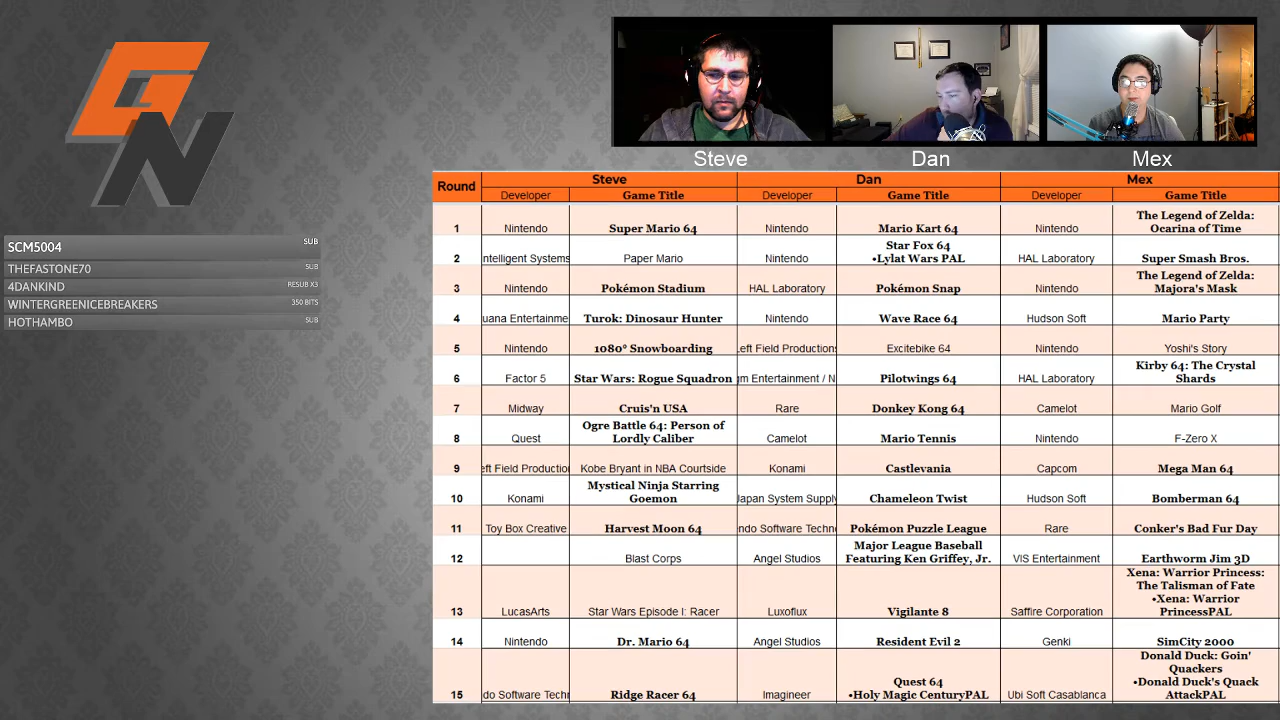 GN
SCM5004 SUB
THEFASTONE70 SUB
4DANKIND RESUB X3
WINTERGREENICEBREAKERS 350 BITS
HOTHAMBO SUB
Steve Dan Mex
Round Steve Dan Mex
Developer Game Title Developer Game Title Developer Game Title
1 Nintendo Super Mario 64 Nintendo Mario Kart 64 Nintendo The Legend of Zelda:
Ocarina of Time
2 ntelligent Systems Paper Mario Nintendo Star Fox 64
•Lylat Wars PAL HAL Laboratory Super Smash Bros.
3 Nintendo Pokémon Stadium HAL Laboratory Pokémon Snap Nintendo The Legend of Zelda:
Majora's Mask
4 uana Entertainme Turok: Dinosaur Hunter Nintendo Wave Race 64 Hudson Soft Mario Party
5 Nintendo 1080° Snowboarding Left Field Productions Excitebike 64 Nintendo Yoshi's Story
6 Factor 5 Star Wars: Rogue Squadron gm Entertainment / N Pilotwings 64 HAL Laboratory Kirby 64: The Crystal
Shards
7 Midway Cruis'n USA Rare Donkey Kong 64 Camelot Mario Golf
8 Quest Ogre Battle 64: Person of
Lordly Caliber Camelot Mario Tennis Nintendo F-Zero X
9 eft Field Production Kobe Bryant in NBA Courtside Konami Castlevania Capcom Mega Man 64
10 Konami Mystical Ninja Starring
Goemon Japan System Supply Chameleon Twist Hudson Soft Bomberman 64
11 Toy Box Creative Harvest Moon 64 ndo Software Techn Pokémon Puzzle League Rare Conker's Bad Fur Day
12 Blast Corps Angel Studios Major League Baseball
Featuring Ken Griffey, Jr. VIS Entertainment Earthworm Jim 3D
13 LucasArts Star Wars Episode I: Racer Luxoflux Vigilante 8 Saffire Corporation Xena: Warrior Princess:
The Talisman of Fate
•Xena: Warrior
PrincessPAL
14 Nintendo Dr. Mario 64 Angel Studios Resident Evil 2 Genki SimCity 2000
15 do Software Techn Ridge Racer 64 Imagineer Quest 64
•Holy Magic CenturyPAL Ubi Soft Casablanca Donald Duck: Goin'
Quackers
•Donald Duck's Quack
AttackPAL